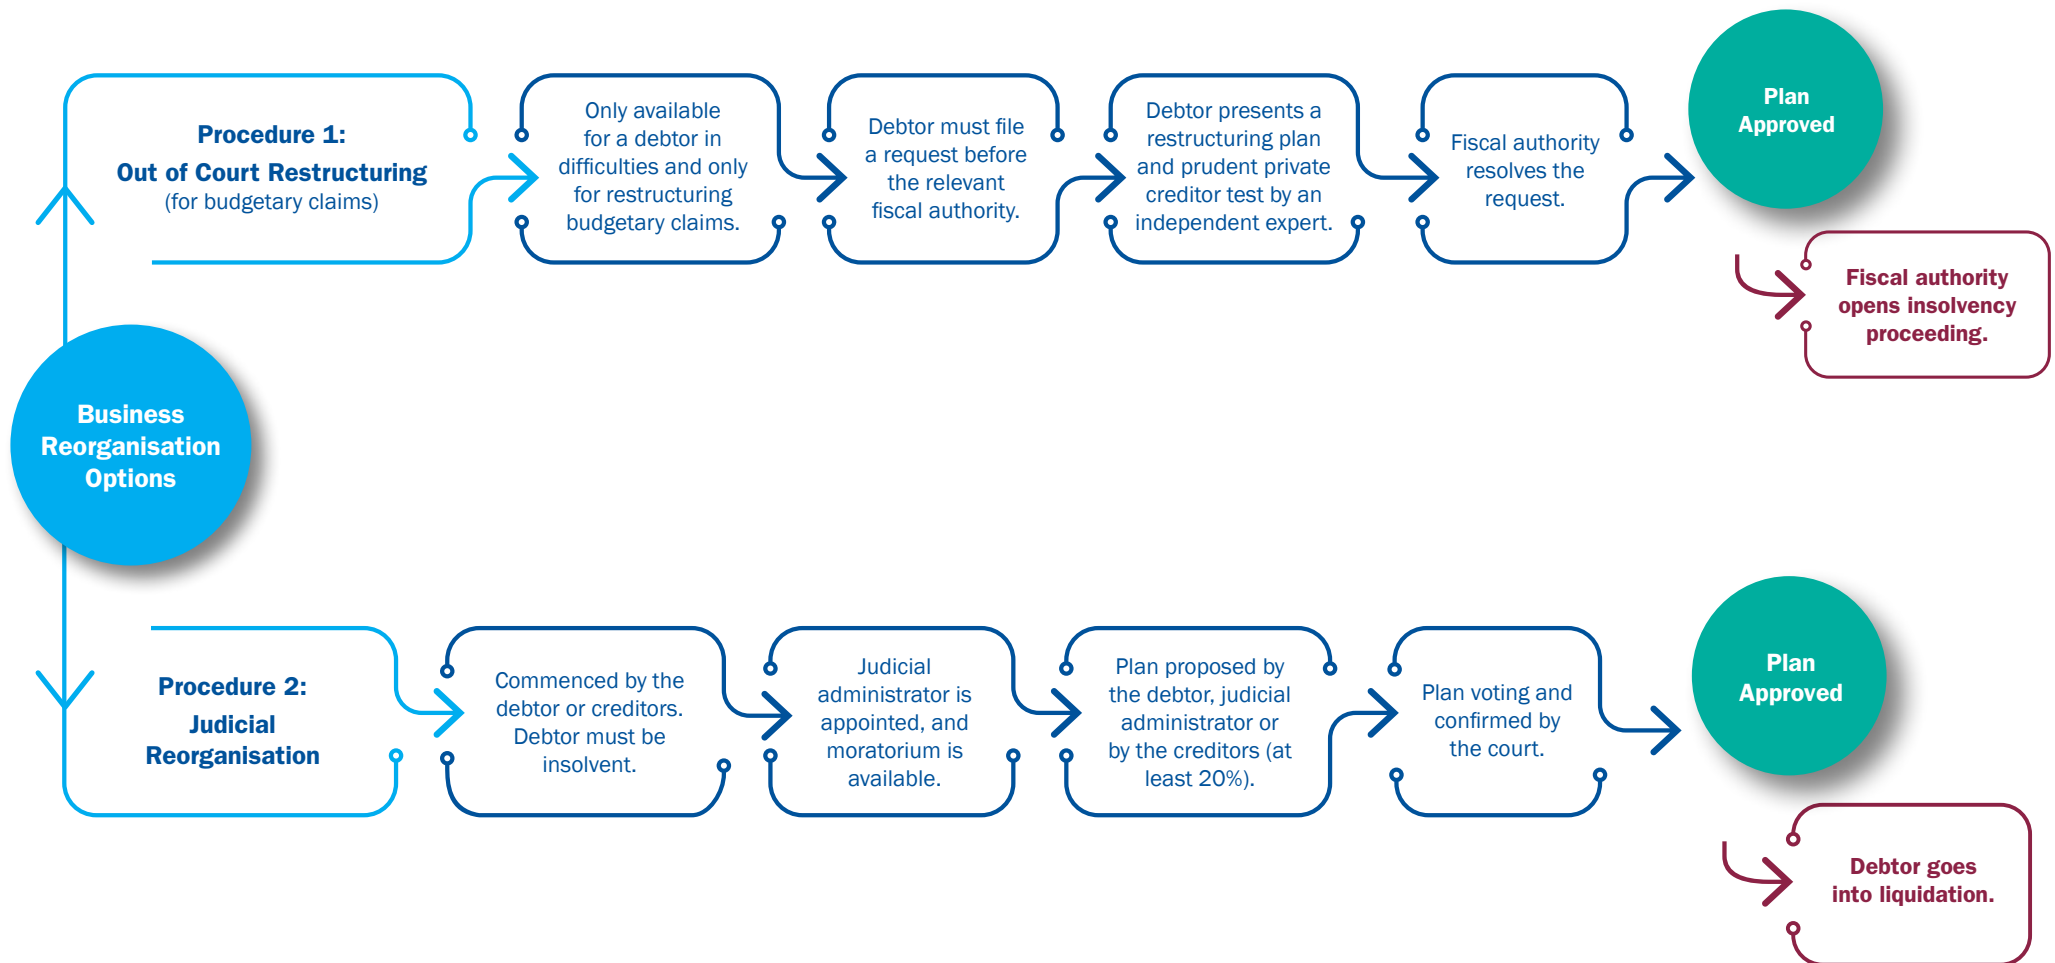 Procedure 1:
Out of Court Restructuring
(for budgetary claims)
Only available
for a debtor in
difficulties and only
for restructuring
budgetary claims.
Debtor must file
a request before
the relevant
fiscal authority.
Debtor presents a
restructuring plan
and prudent private
creditor test by an
independent expert.
Fiscal authority
resolves the
request.
Plan
Approved
Fiscal authority
opens insolvency
proceeding.
Business
Reorganisation
Options
Procedure 2:
Judicial
Reorganisation
Commenced by the
debtor or creditors.
Debtor must be
insolvent.
Judicial
administrator is
appointed, and
moratorium is
available.
Plan proposed by
the debtor, judicial
administrator or
by the creditors (at
least 20%).
Plan voting and
confirmed by
the court.
Plan
Approved
Debtor goes
into liquidation.